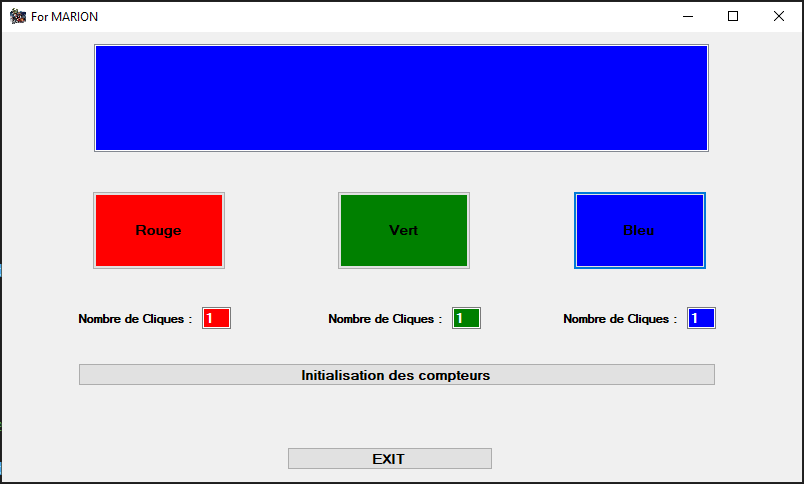 For MARION
Rouge
Vert
Bleu
Nombre de Cliques : 1
Nombre de Cliques : 1
Nombre de Cliques : 1
Initialisation des compteurs
EXIT